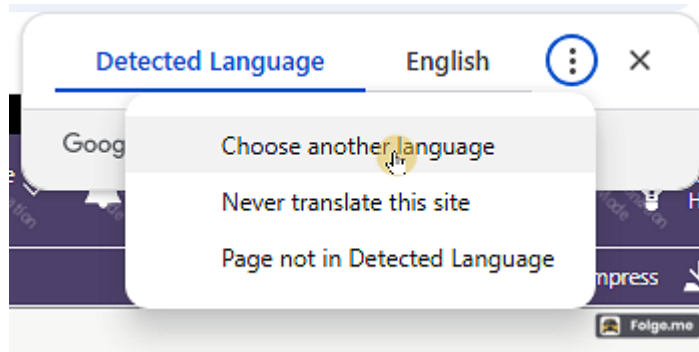 Detected Language English
Choose another language
Goog
Never translate this site
Page not in Detected Language
mpress
Folge.me